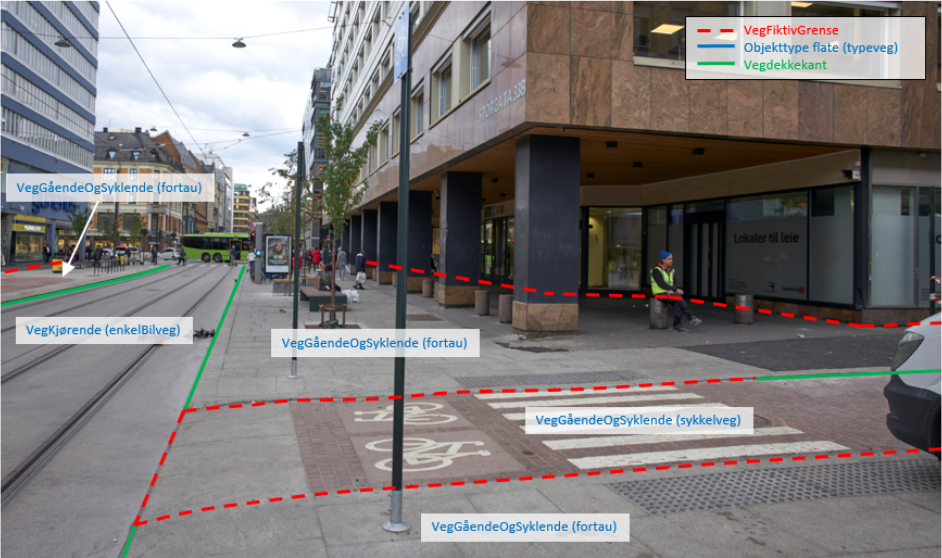 VegFiktivGrense
Objekttype flate (typeveg)
Vegdekkekant
STORGATA 33B
VegGåendeOgSyklende (fortau)
Lokaler til leie
VegKjørende (enkelBilveg)
VegGåendeOgSyklende (fortau)
VegGåendeOgSyklende (sykkelveg)
VegGåendeOgSyklende (fortau)